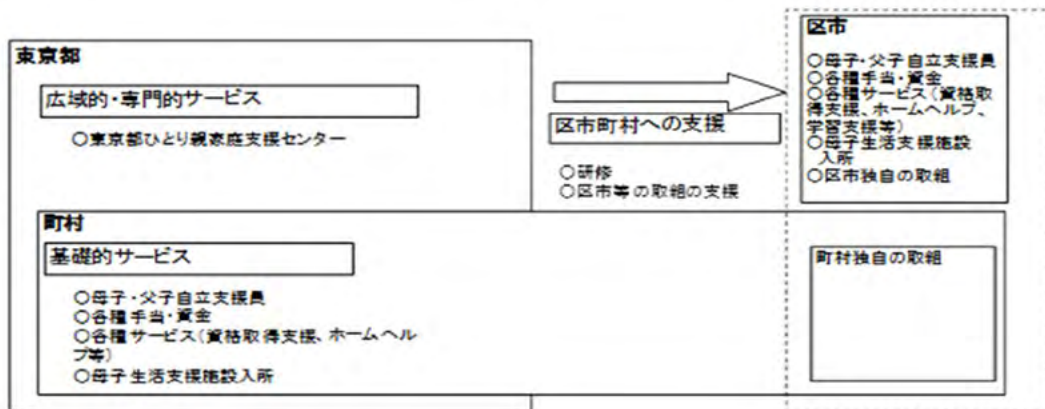 東京都
広域的・専門的サービス
○東京都ひとり親家庭支援センター
区市町村への支援
○研修
○区市等の取組の支援
区市
○母子・父子自立支援員
○各種手当・資金
○各種サービス（資格取
得支援、ホームヘルプ、
学習支援等）
○母子生活支援施設
入所
○区市独自の取組
町村
基礎的サービス
○母子・父子自立支援員
○各種手当・資金
○各種サービス（資格取得支援、ホームヘル
プ等）
○母子生活支援施設入所
町村独自の取組